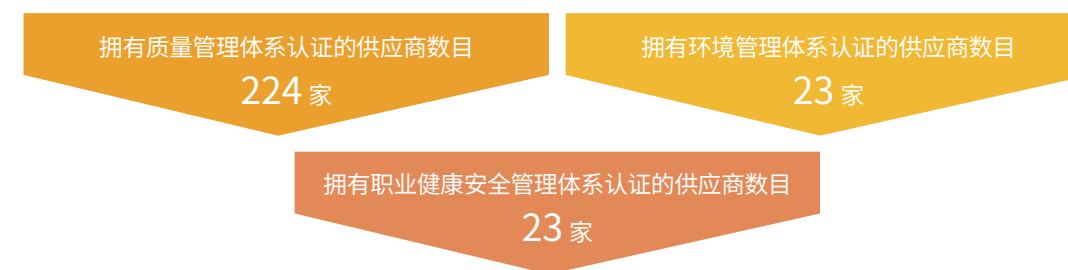 拥有质量管理体系认证的供应商数目
224 家
拥有环境管理体系认证的供应商数目
23 家
拥有职业健康安全管理体系认证的供应商数目
23 家